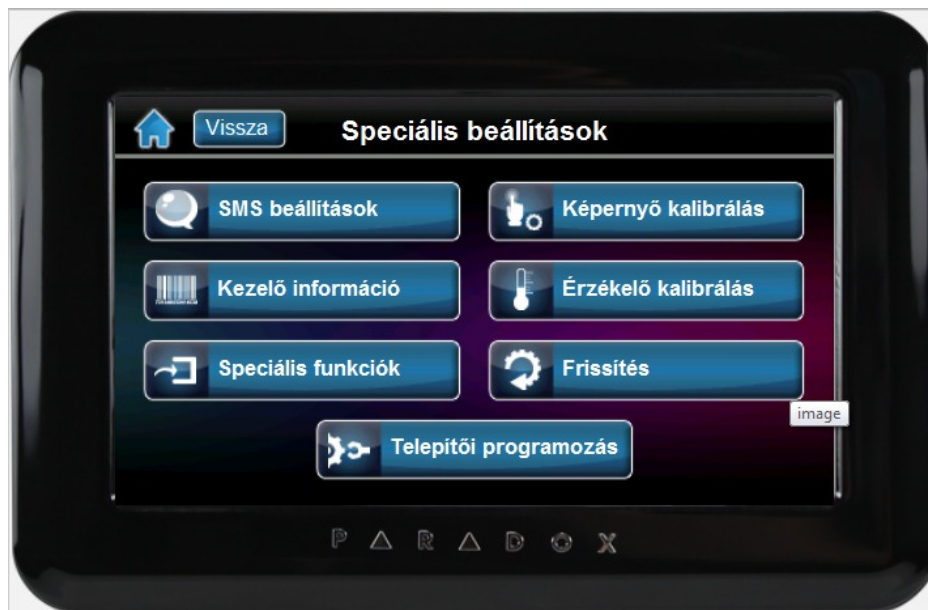 Vissza
Speciális beállítások
SMS beállítások
Képernyő kalibrálás
Kezelő információ
Érzékelő kalibrálás
Speciális funkciók
Frissítés
image
Telepítői programozás
PARADOX